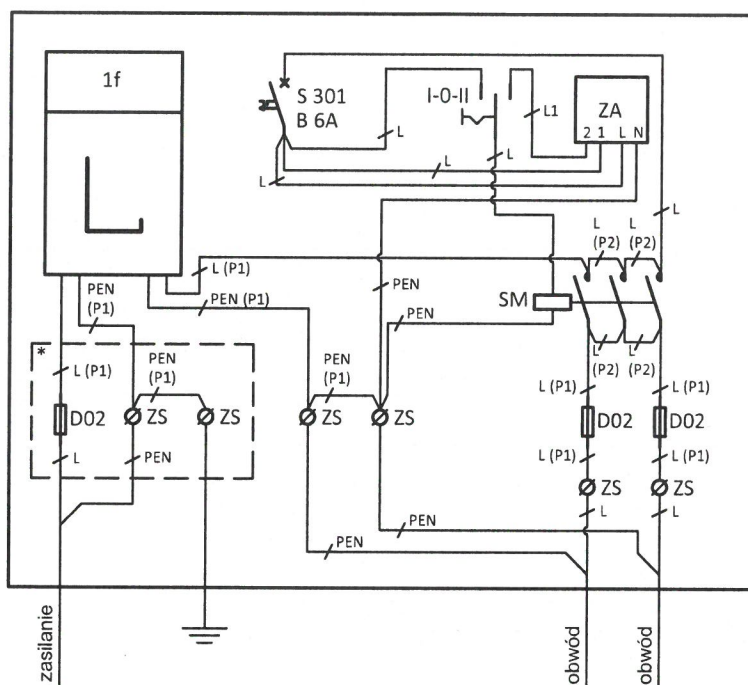 1f
S 301
B 6A
I-0-II
ZA
2 1 L N
L
L1
L
L
L
L
L (P1)
PEN (P1)
PEN
(P1)
L
(P2)
L
(P2)
SM
PEN
PEN
L
(P2)
L
(P2)
*
L (P1)
PEN
(P1)
D02
ZS
ZS
L
PEN
PEN
(P1)
ZS
ZS
L (P1)
L (P1)
D02
D02
L (P1)
L (P1)
ZS
ZS
L
L
PEN
PEN
zasilanie
obwód
obwód